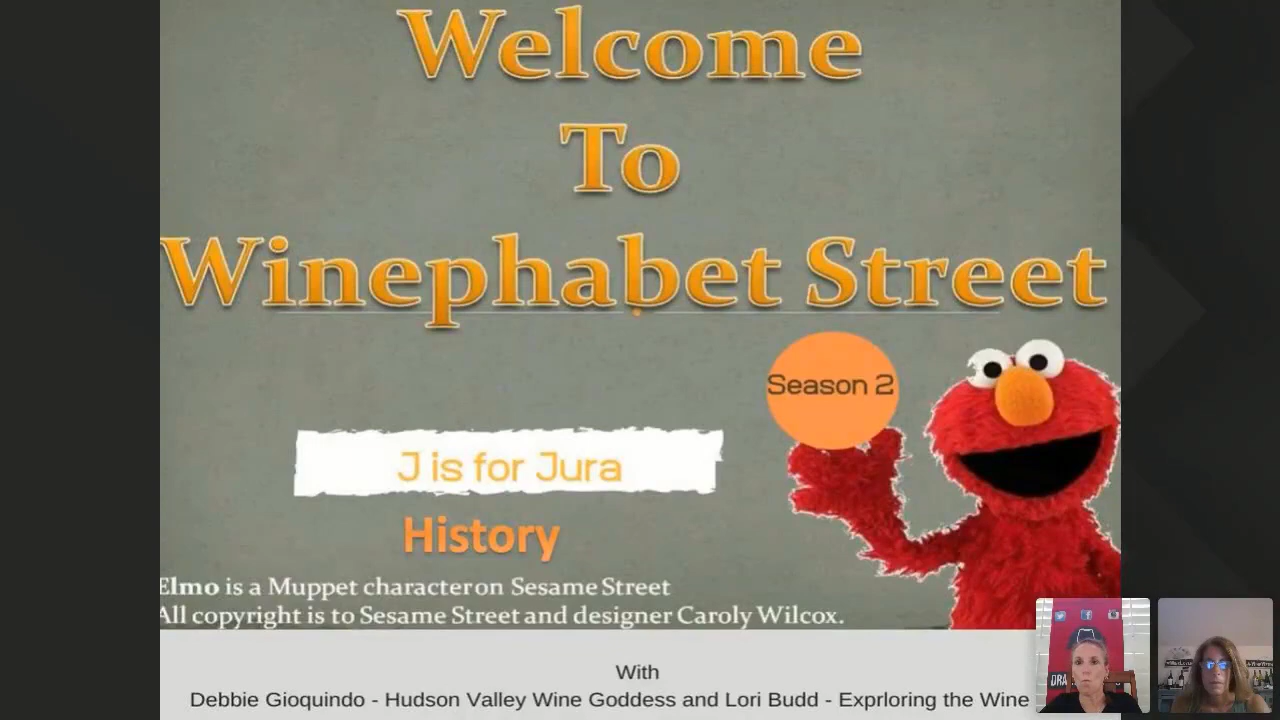 Welcome
To
Winephabet Street
Season 2
J is for Jura
History
Elmo is a Muppet character on Sesame Street
All copyright is to Sesame Street and designer Caroly Wilcox.
With
Debbie Gioquindo - Hudson Valley Wine Goddess and Lori Budd - Exprloring the Wine
DRA